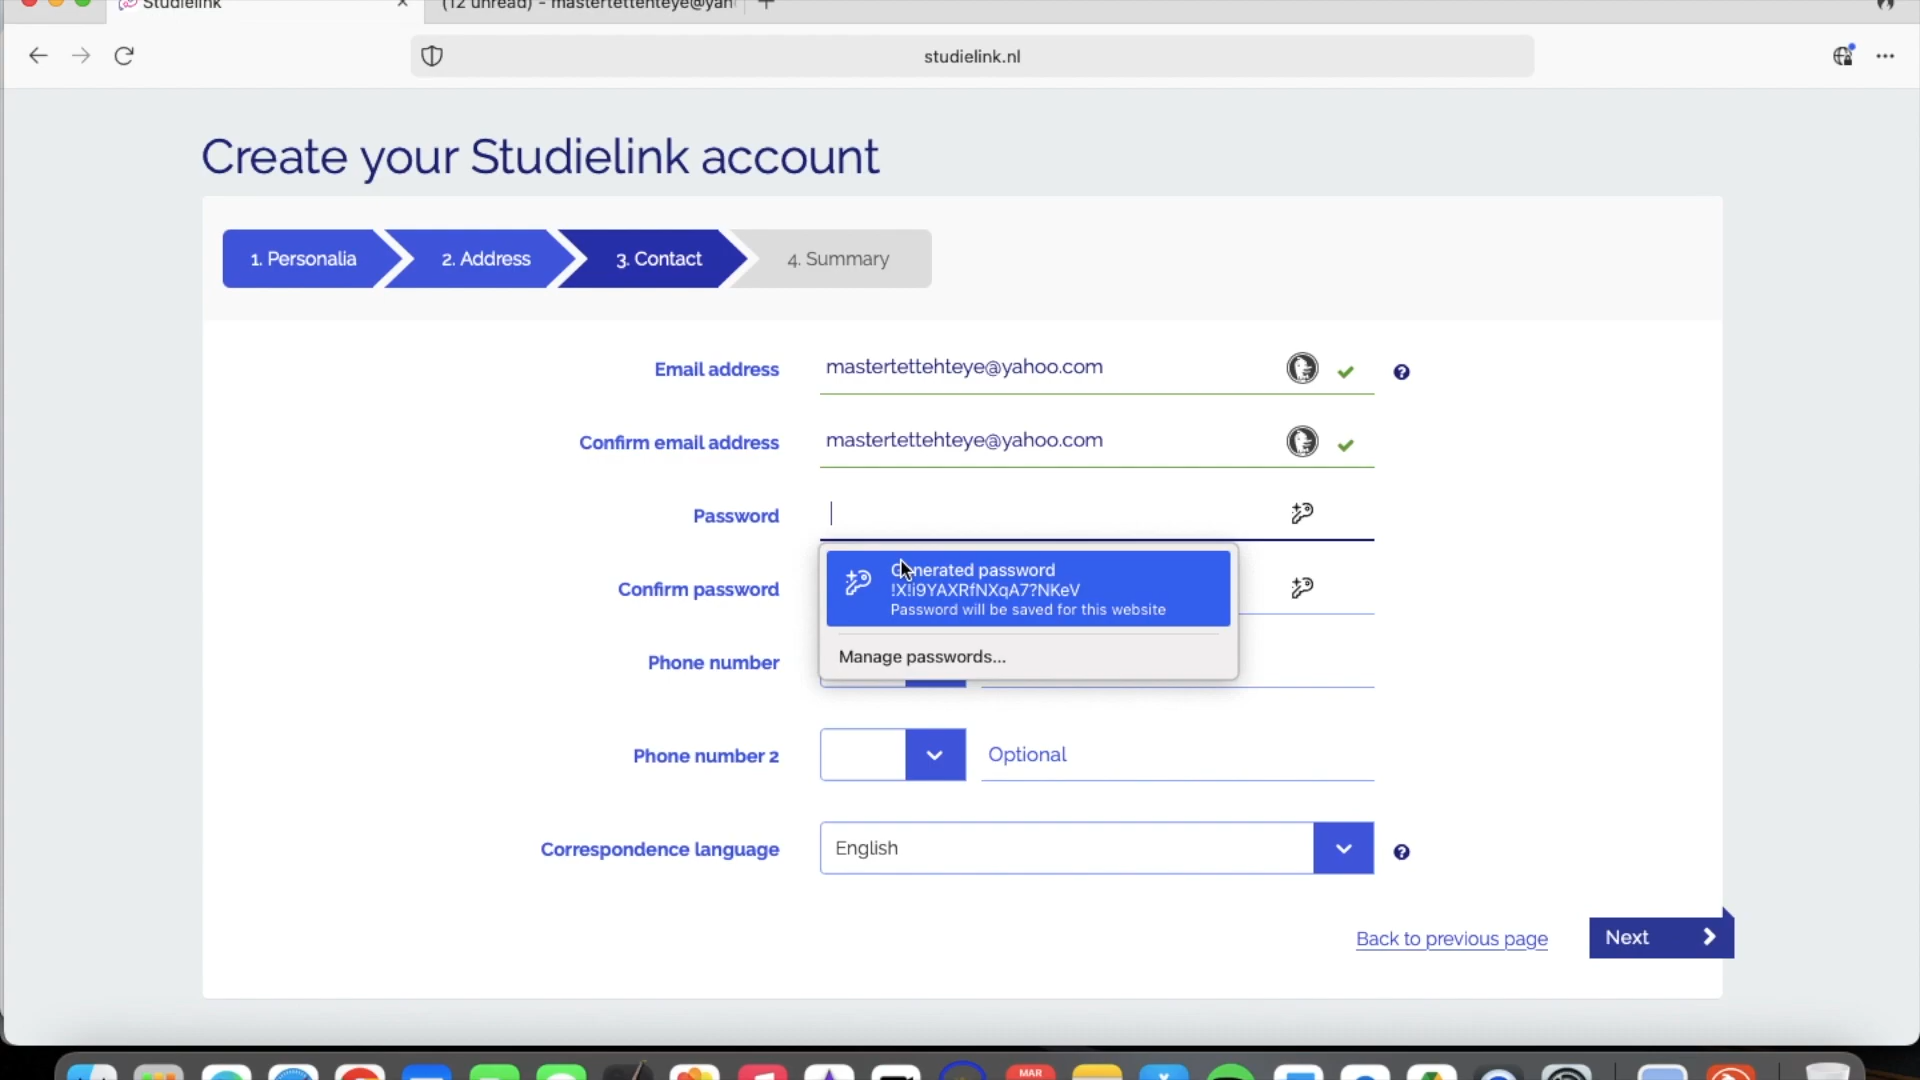 Studielink
(12 unread) - mastertettehteye@yah
studielink.nl
Create your Studielink account
1. Personalia
2. Address
3. Contact
4. Summary
Email address
mastertettehteye@yahoo.com
Confirm email address
mastertettehteye@yahoo.com
Password
Generated password
!X!i9YAXRfNXqA7?NKeV
Password will be saved for this website
Confirm password
Manage passwords...
Phone number
Phone number 2
Optional
Correspondence language
English
Back to previous page
Next
MAR